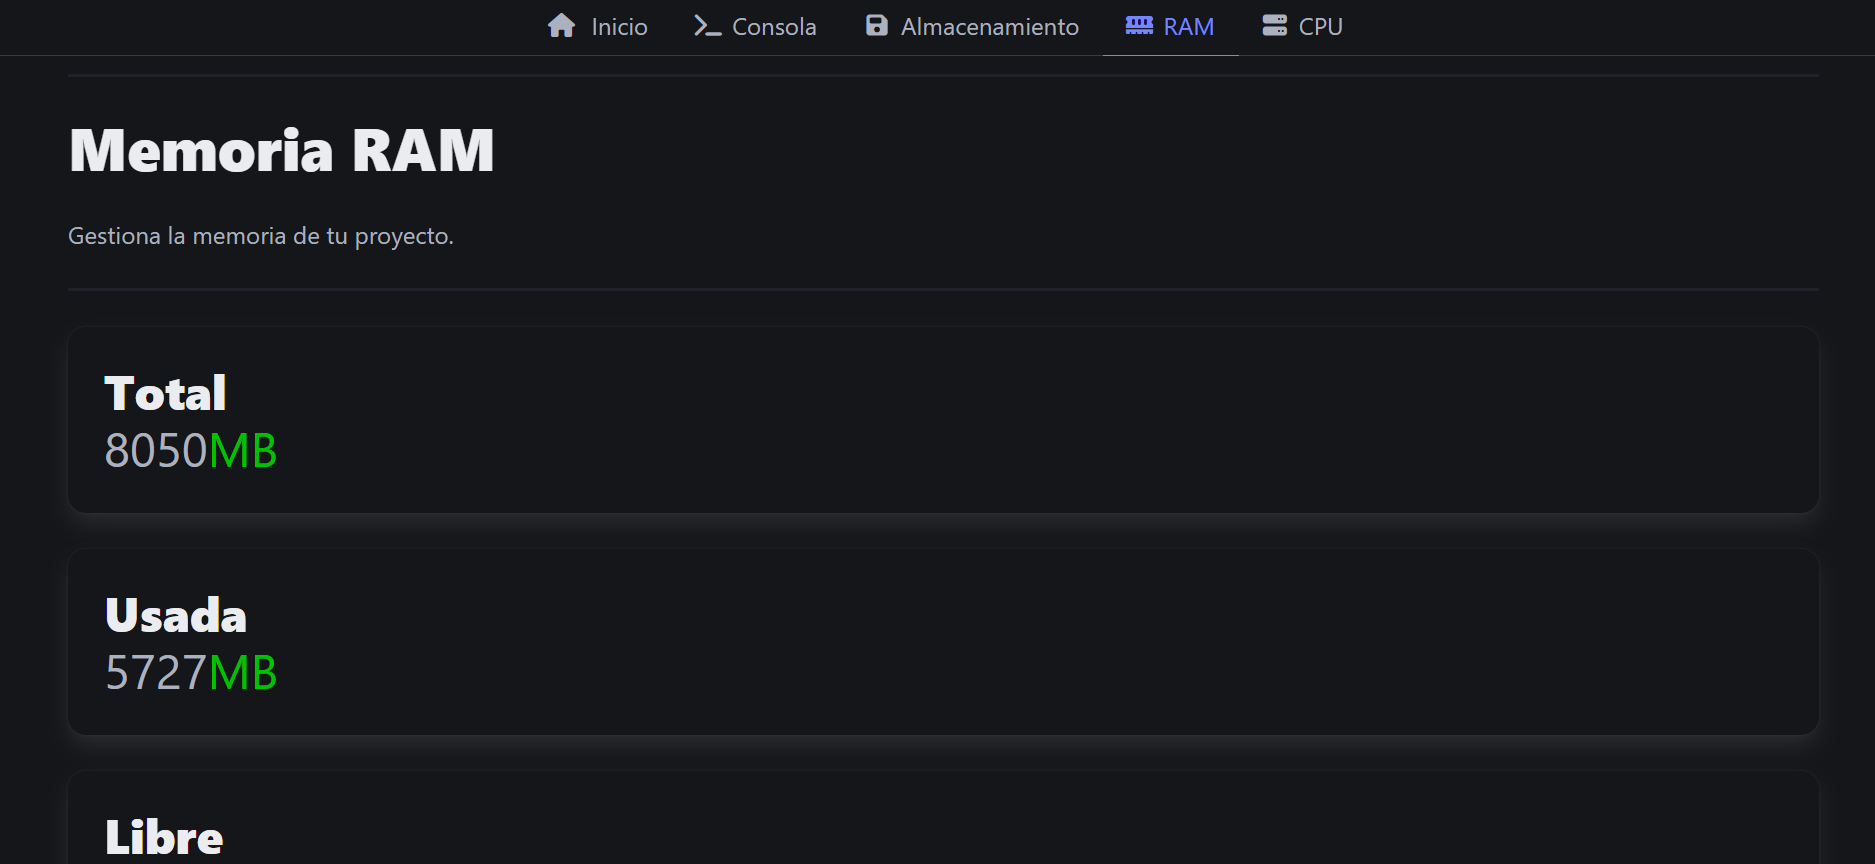 Inicio Consola Almacenamiento RAM CPU
Memoria RAM
Gestiona la memoria de tu proyecto.
Total
8050MB
Usada
5727MB
Libre